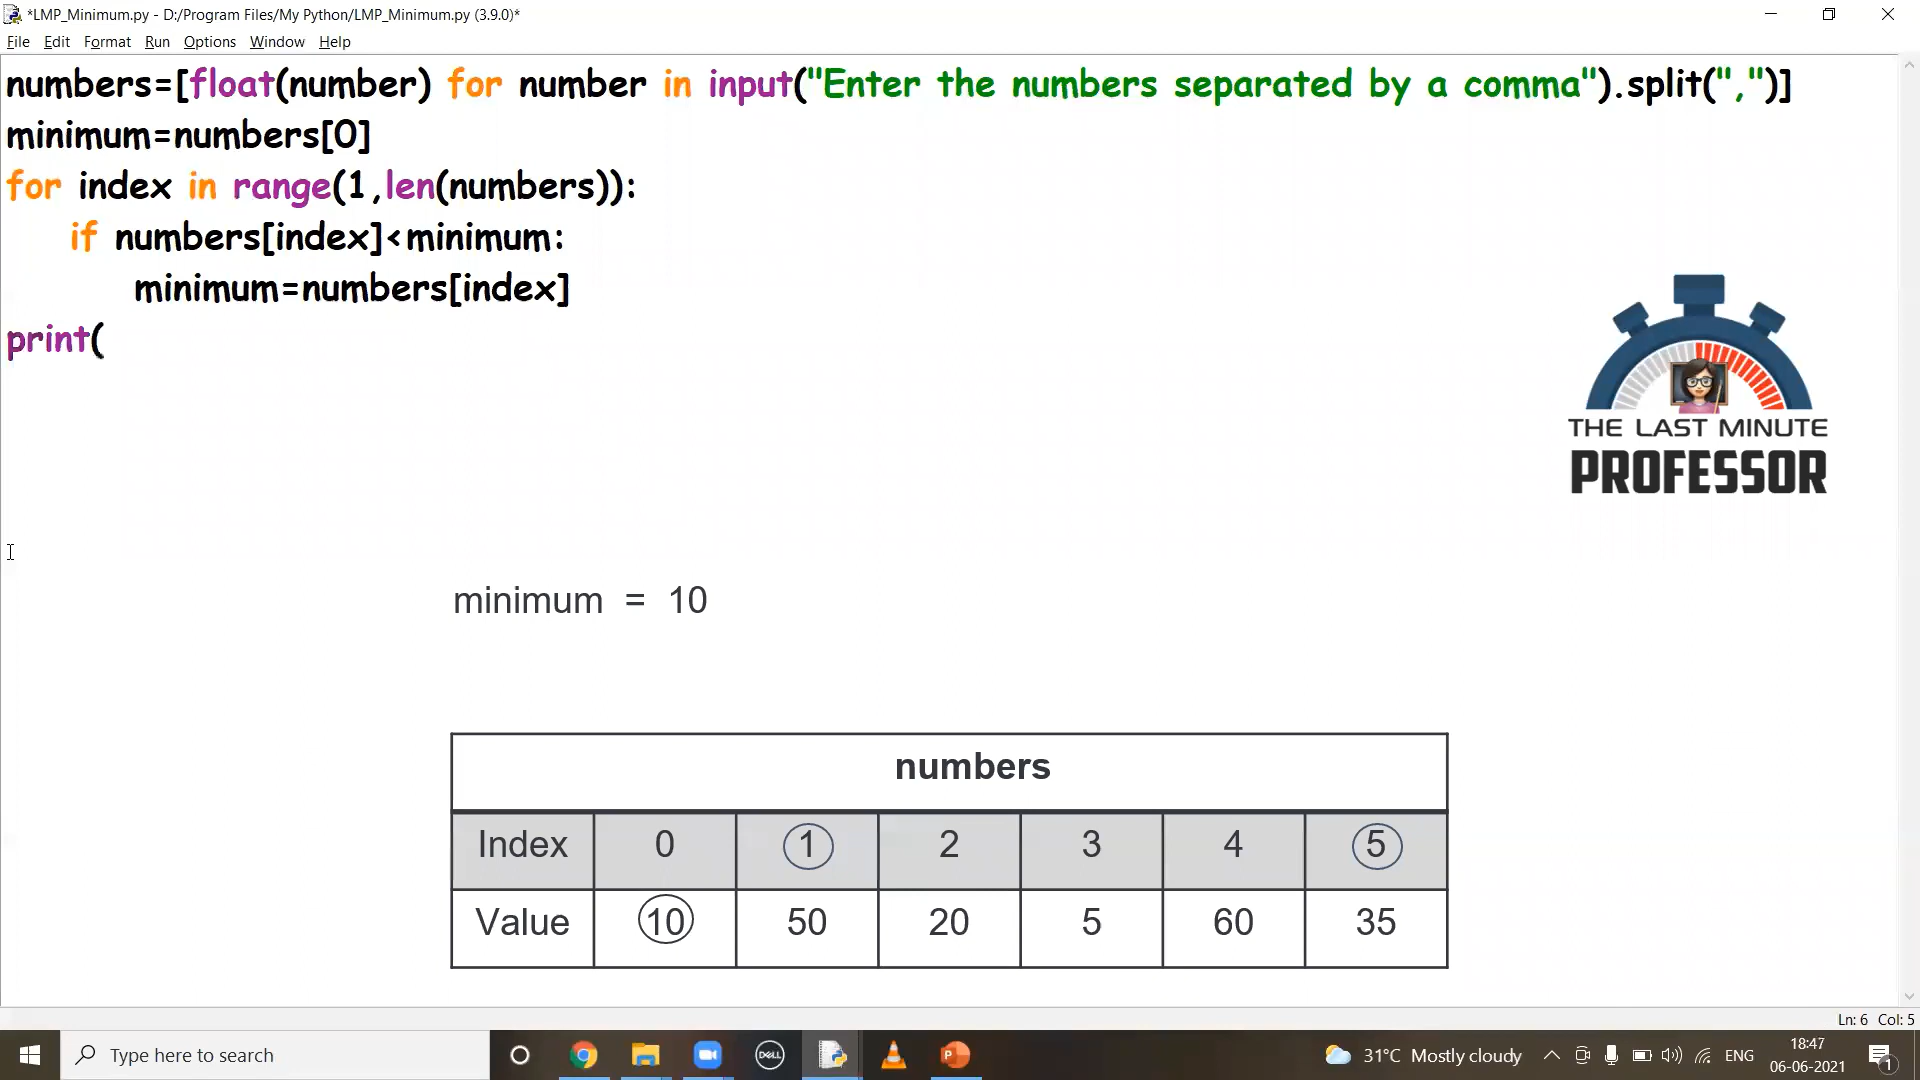 *LMP_Minimum.py - D:/Program Files/My Python/LMP_Minimum.py (3.9.0)*
File Edit Format Run Options Window Help
numbers=[float(number) for number in input("Enter the numbers separated by a comma").split(",")]
minimum=numbers[0]
for index in range(1,len(numbers)):
    if numbers[index]<minimum:
        minimum=numbers[index]
print(
THE LAST MINUTE
PROFESSOR
minimum = 10
numbers
Index 0 1 2 3 4 5
Value 10 50 20 5 60 35
Ln: 6 Col: 5
Type here to search
DELL
31°C Mostly cloudy
ENG
18:47
06-06-2021
1